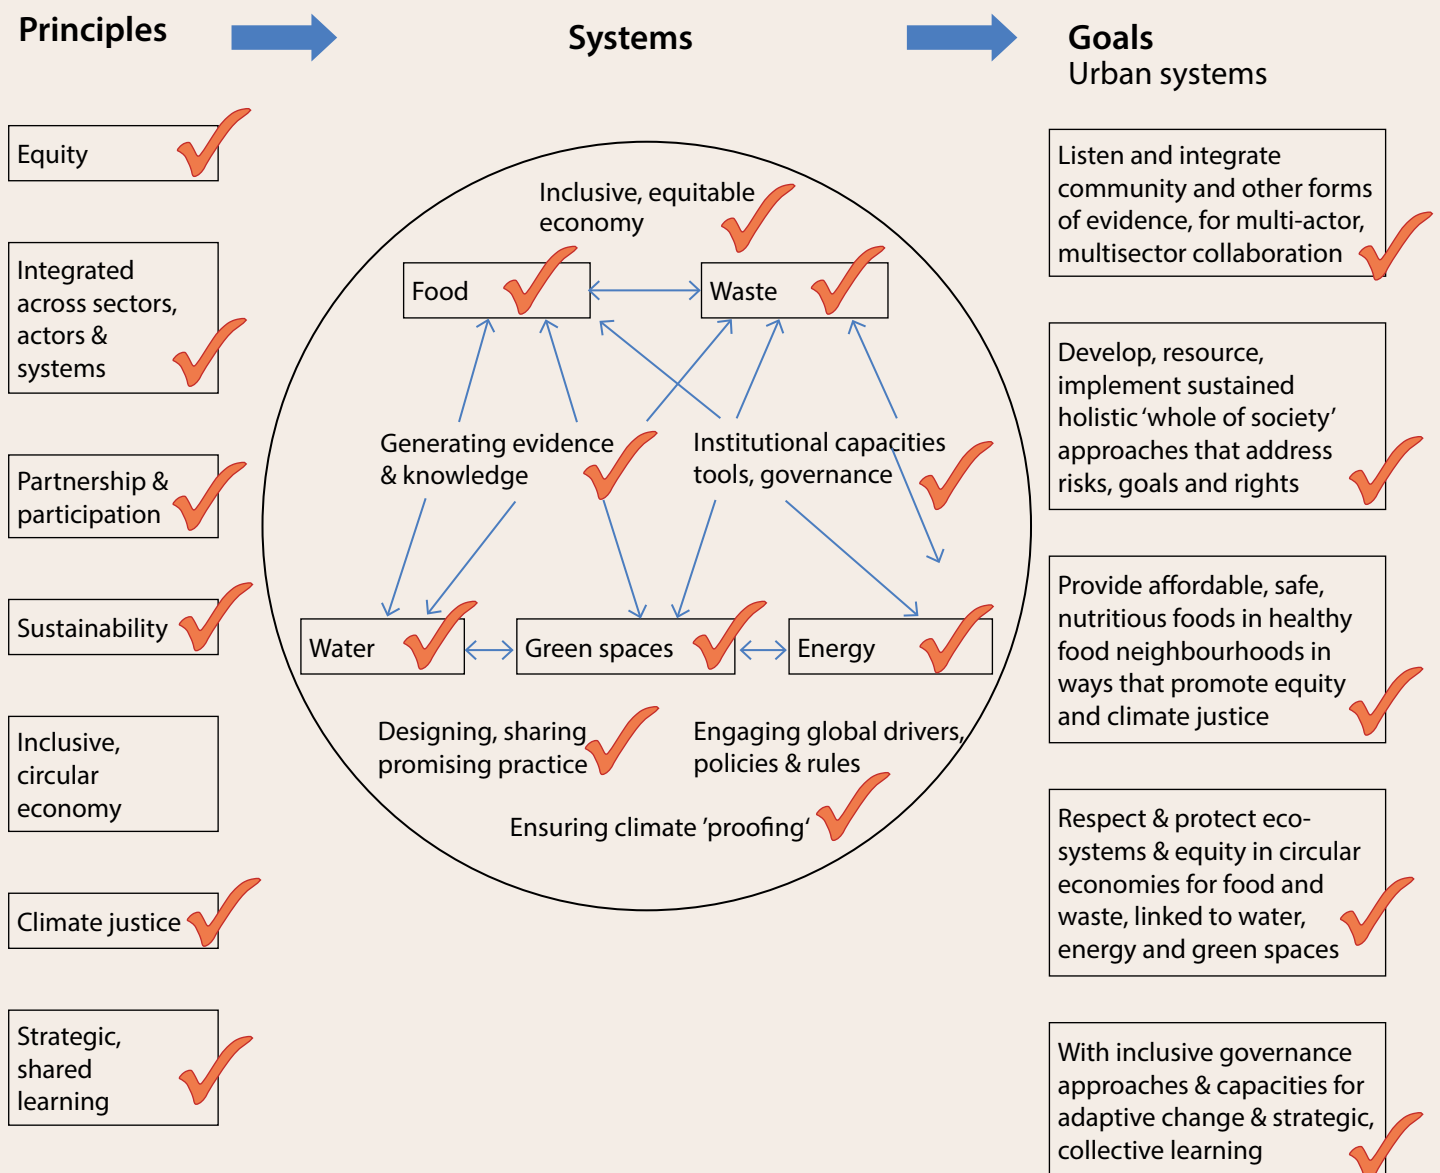 Principles
Systems
Goals
Urban systems
Equity
Integrated
across sectors,
actors &
systems
Partnership &
participation
Sustainability
Inclusive,
circular
economy
Climate justice
Strategic,
shared
learning
Inclusive, equitable
economy
Food
Waste
Generating evidence
& knowledge
Institutional capacities
tools, governance
Water
Green spaces
Energy
Designing, sharing
promising practice
Engaging global drivers,
policies & rules
Ensuring climate ’proofing‘
Listen and integrate
community and other forms
of evidence, for multi-actor,
multisector collaboration
Develop, resource,
implement sustained
holistic ‘whole of society’
approaches that address
risks, goals and rights
Provide affordable, safe,
nutritious foods in healthy
food neighbourhoods in
ways that promote equity
and climate justice
Respect & protect eco-
systems & equity in circular
economies for food and
waste, linked to water,
energy and green spaces
With inclusive governance
approaches & capacities for
adaptive change & strategic,
collective learning